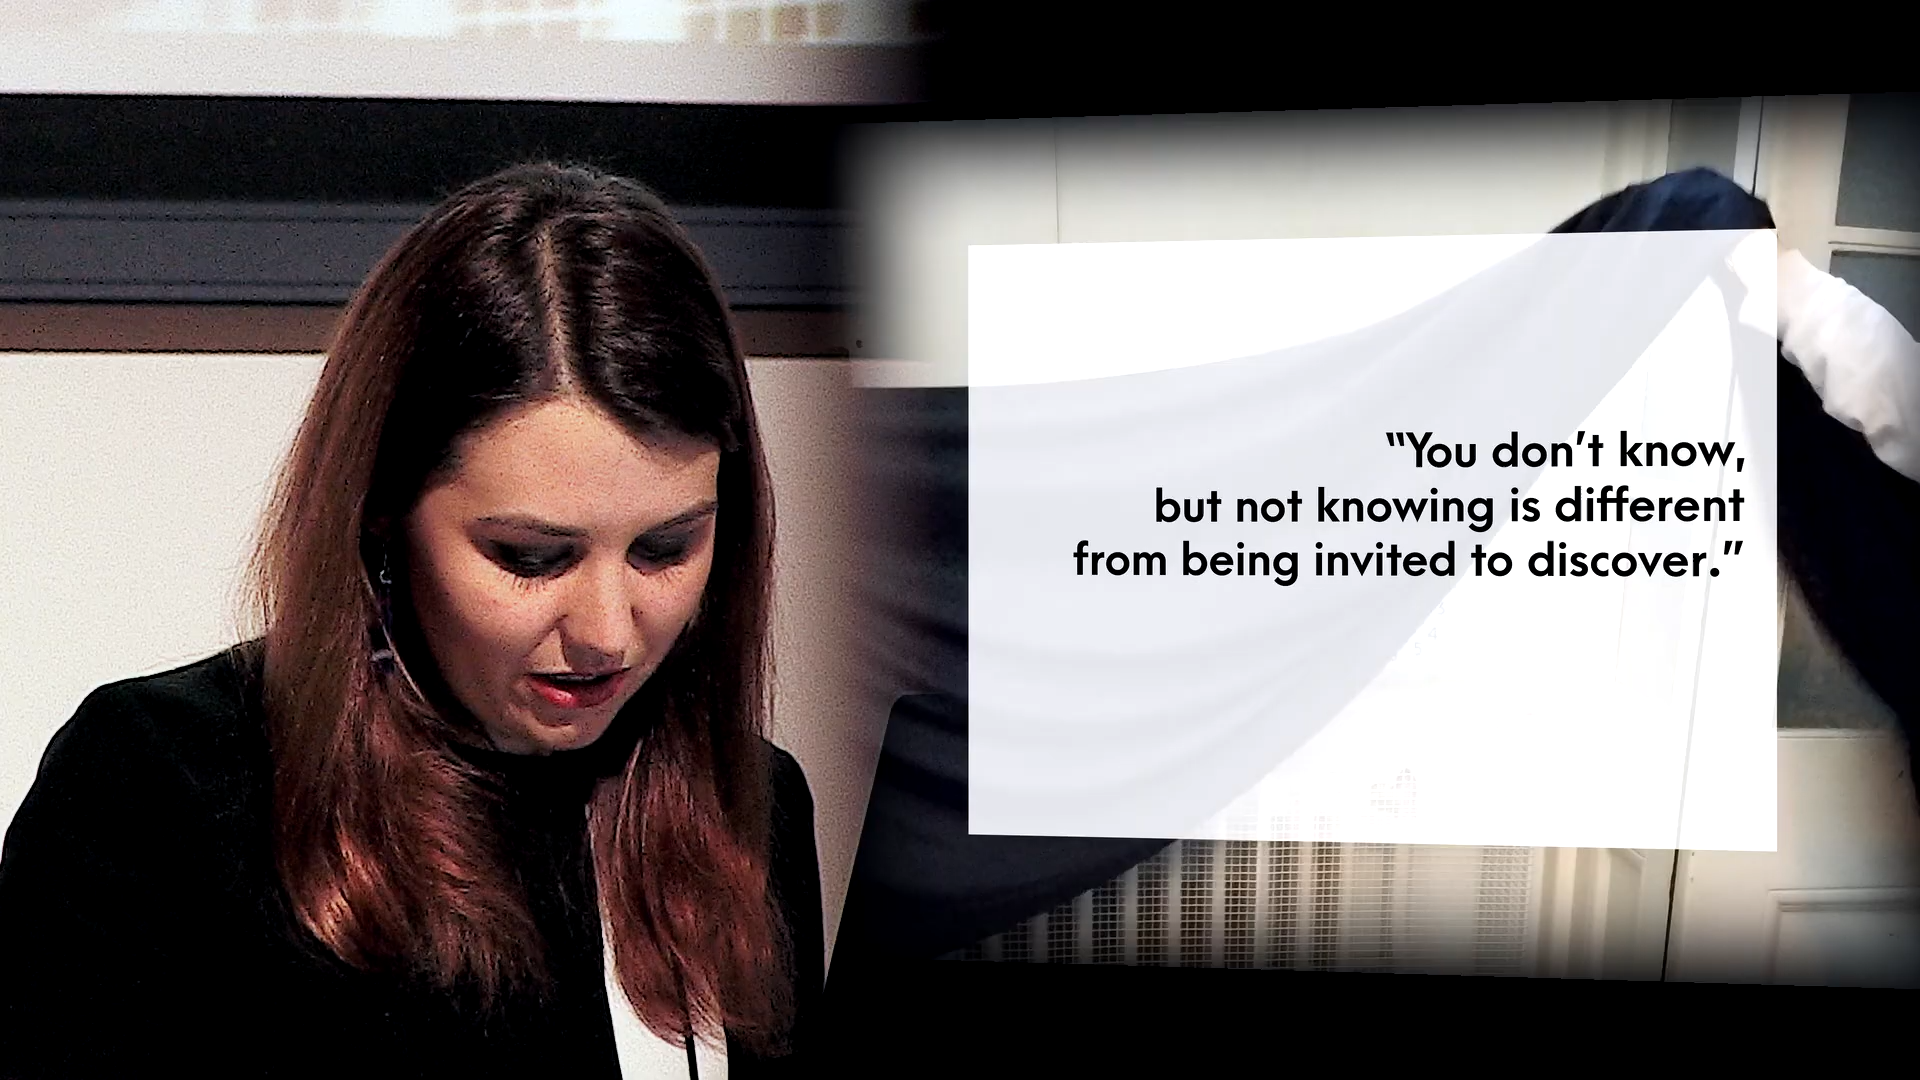 “You don’t know,
but not knowing is different
from being invited to discover.”